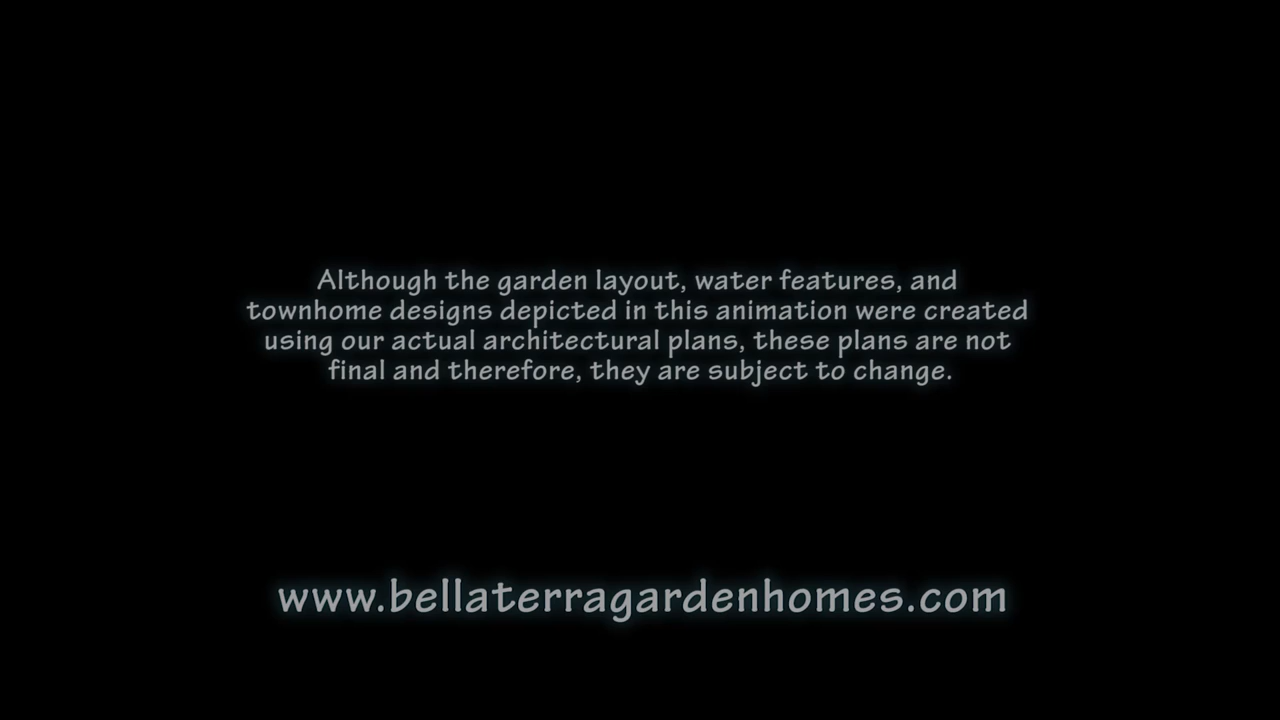 Although the garden layout, water features, and
townhome designs depicted in this animation were created
using our actual architectural plans, these plans are not
final and therefore, they are subject to change.
www.bellaterragardenhomes.com